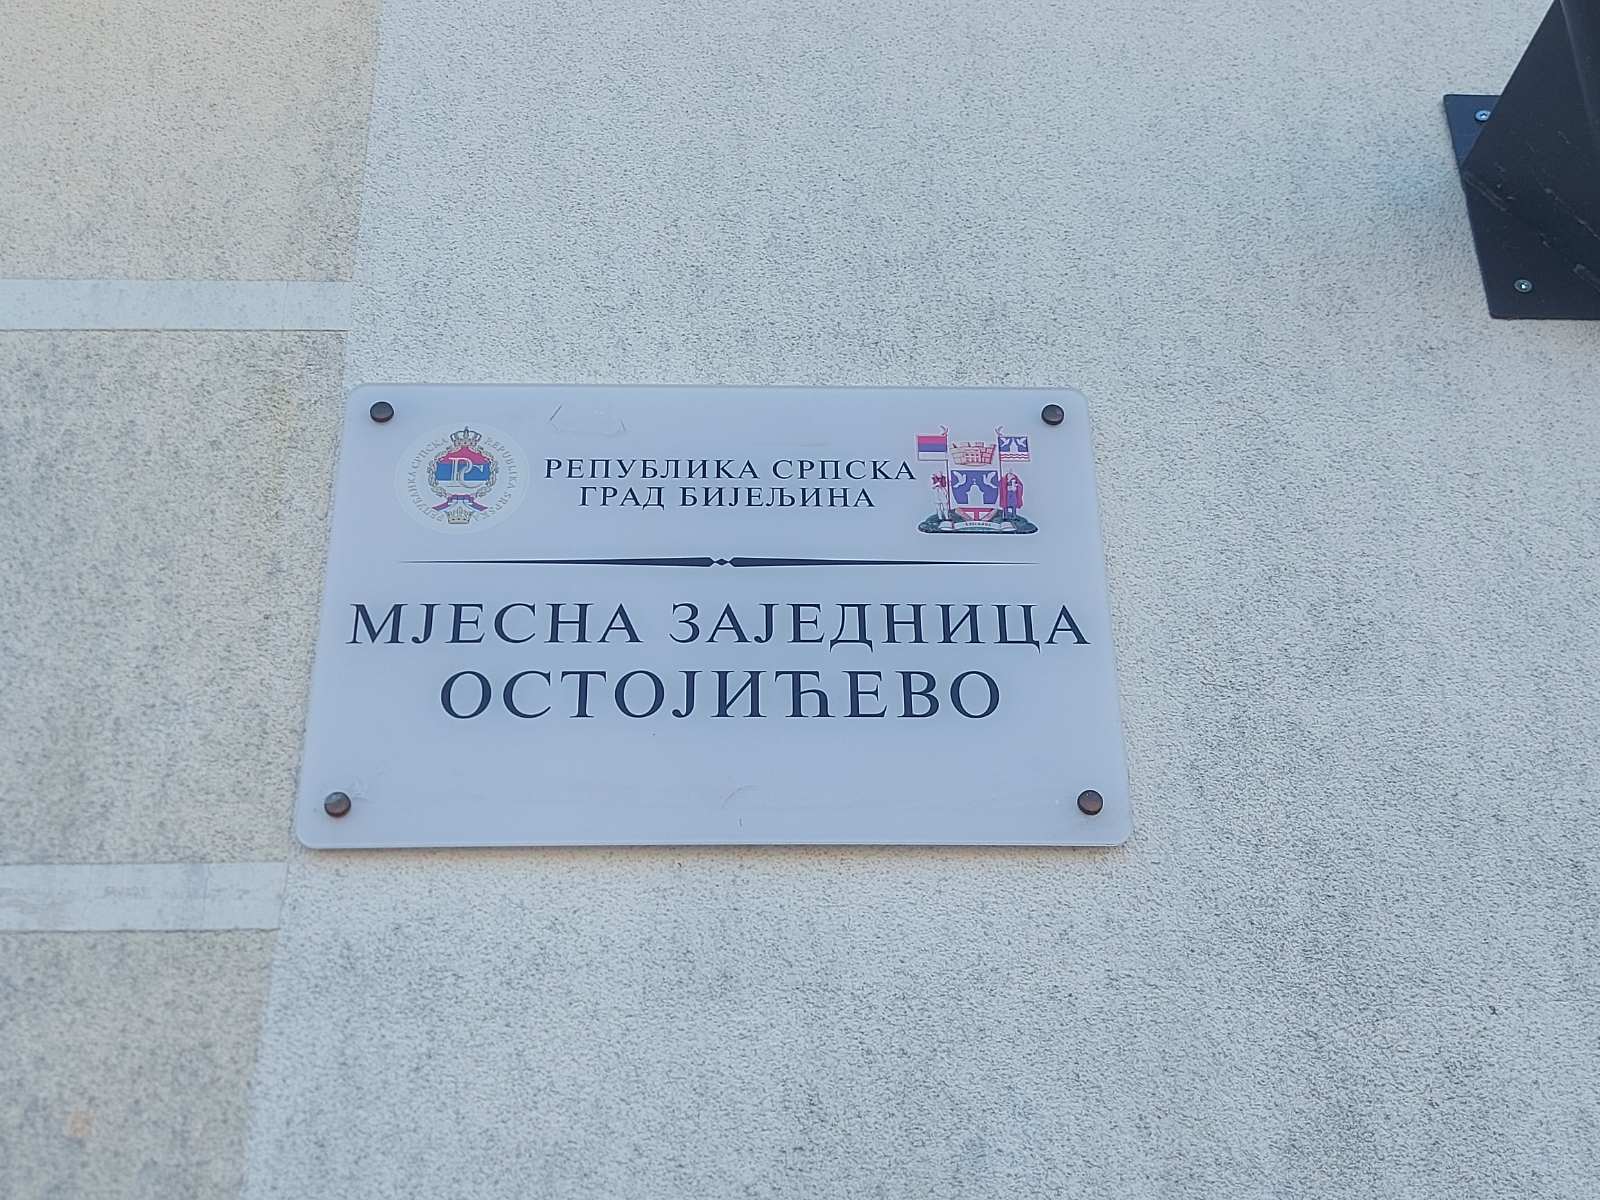 РЕПУБЛИКА СРПСКА
ГРАД БИЈЕЉИНА
МЈЕСНА ЗАЈЕДНИЦА
ОСТОЈИЋЕВО